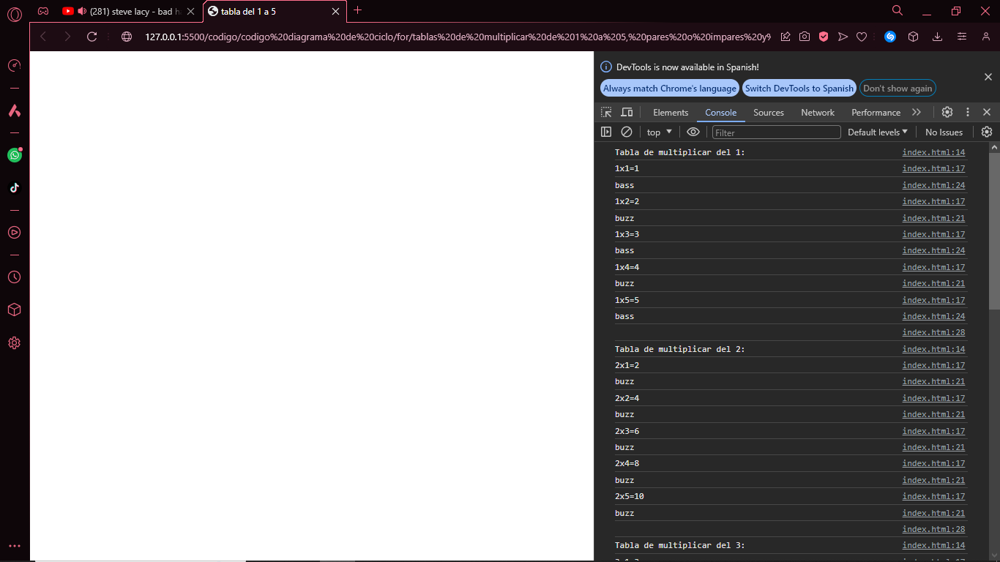 (281) steve lacy - bad h
tabla del 1 a 5
127.0.0.1:5500/codigo/codigo%20diagrama%20de%20ciclo/for/tablas%20de%20multiplicar%20de%201%20a%205,%20pares%20o%20impares%20y%
DevTools is now available in Spanish!
Always match Chrome's language Switch DevTools to Spanish Don't show again
Elements Console Sources Network Performance
top Filter Default levels No Issues
Tabla de multiplicar del 1: index.html:14
1x1=1 index.html:17
bass index.html:24
1x2=2 index.html:17
buzz index.html:21
1x3=3 index.html:17
bass index.html:24
1x4=4 index.html:17
buzz index.html:21
1x5=5 index.html:17
bass index.html:24
index.html:28
Tabla de multiplicar del 2: index.html:14
2x1=2 index.html:17
buzz index.html:21
2x2=4 index.html:17
buzz index.html:21
2x3=6 index.html:17
buzz index.html:21
2x4=8 index.html:17
buzz index.html:21
2x5=10 index.html:17
buzz index.html:21
index.html:28
Tabla de multiplicar del 3: index.html:14